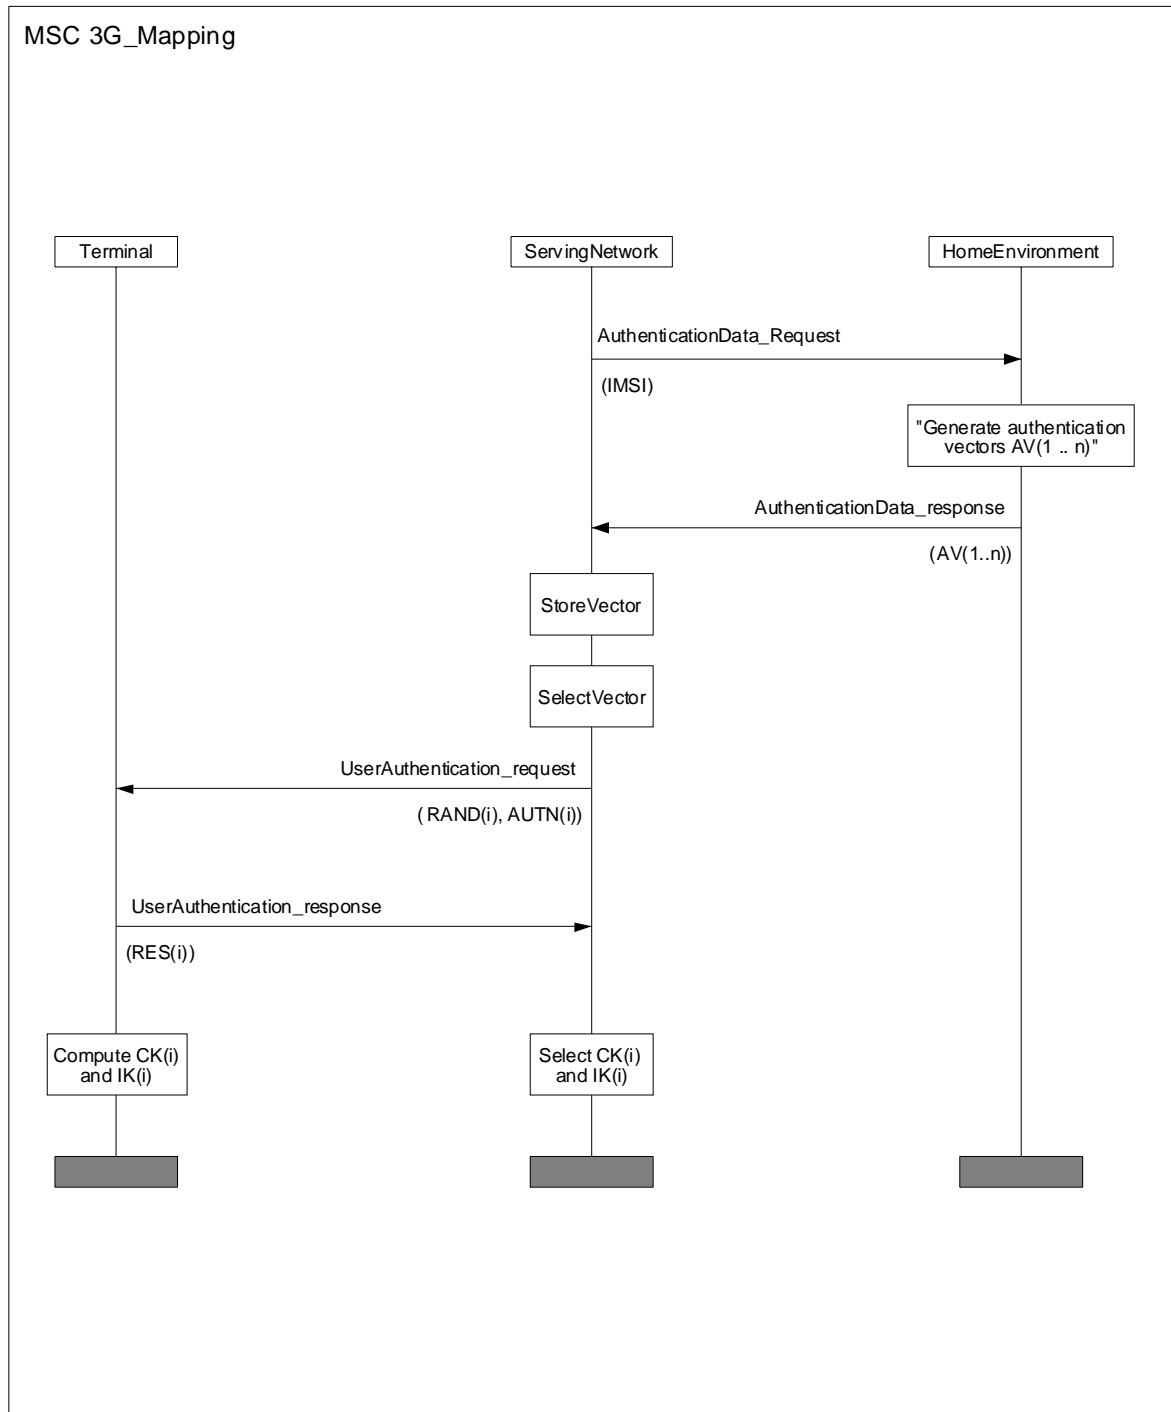 MSC 3G_Mapping
Terminal
ServingNetwork
HomeEnvironment
AuthenticationData_Request
(IMSI)
"Generate authentication
vectors AV(1 .. n)"
AuthenticationData_response
(AV(1..n))
StoreVector
SelectVector
UserAuthentication_request
( RAND(i), AUTN(i))
UserAuthentication_response
(RES(i))
Compute CK(i)
and IK(i)
Select CK(i)
and IK(i)